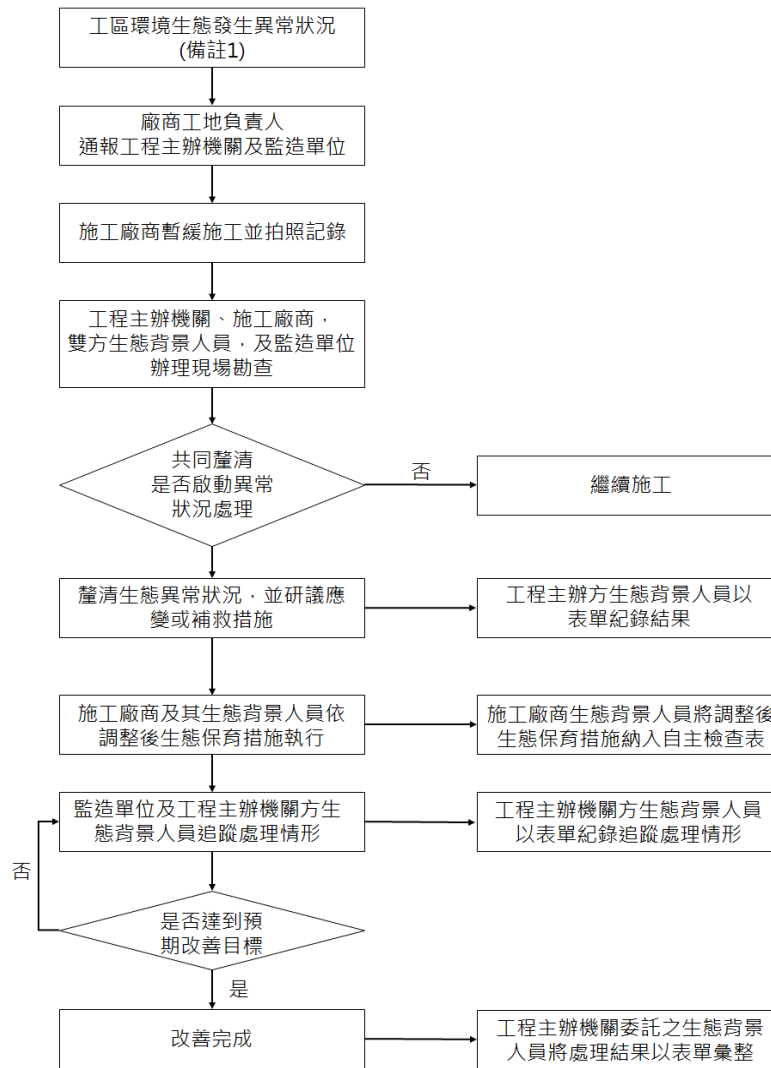 工區環境生態發生異常狀況
(備註1)
廠商工地負責人
通報工程主辦機關及監造單位
施工廠商暫緩施工並拍照記錄
工程主辦機關、施工廠商，
雙方生態背景人員，及監造單位
辦理現場勘查
共同釐清
是否啟動異常
狀況處理
否
繼續施工
釐清生態異常狀況，並研議應
變或補救措施
工程主辦方生態背景人員以
表單紀錄結果
施工廠商及其生態背景人員依
調整後生態保育措施執行
施工廠商生態背景人員將調整後
生態保育措施納入自主檢查表
監造單位及工程主辦機關方生
態背景人員追蹤處理情形
工程主辦機關方生態背景人員
以表單紀錄追蹤處理情形
否
是否達到預
期改善目標
是
改善完成
工程主辦機關委託之生態背景
人員將處理結果以表單彙整